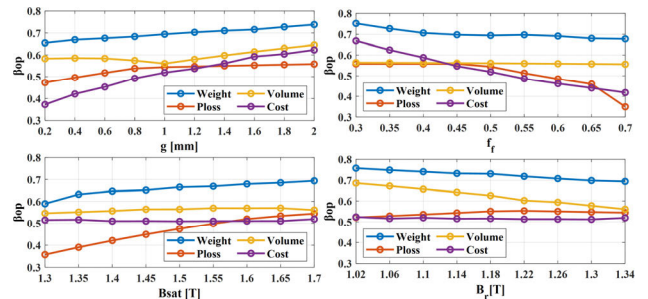 0.8
0.7
0.6
0.5
0.4
0.3
βop
Weight Volume
Ploss Cost
0.2 0.4 0.6 0.8 1 1.2 1.4 1.6 1.8 2
g [mm]
0.8
0.7
0.6
0.5
0.4
0.3
βop
Weight Volume
Ploss Cost
0.3 0.35 0.4 0.45 0.5 0.55 0.6 0.65 0.7
f_f
0.8
0.7
0.6
0.5
0.4
0.3
βop
Weight Volume
Ploss Cost
1.3 1.35 1.4 1.45 1.5 1.55 1.6 1.65 1.7
Bsat [T]
0.8
0.7
0.6
0.5
0.4
0.3
βop
Weight Volume
Ploss Cost
1.02 1.06 1.1 1.14 1.18 1.22 1.26 1.3 1.34
B_r[T]